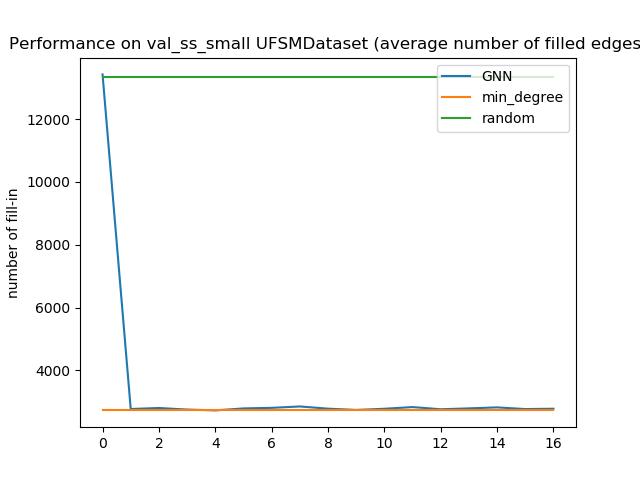 Performance on val_ss_small UFSMDataset (average number of filled edges
GNN
min_degree
random
number of fill-in
12000
10000
8000
6000
4000
0 2 4 6 8 10 12 14 16